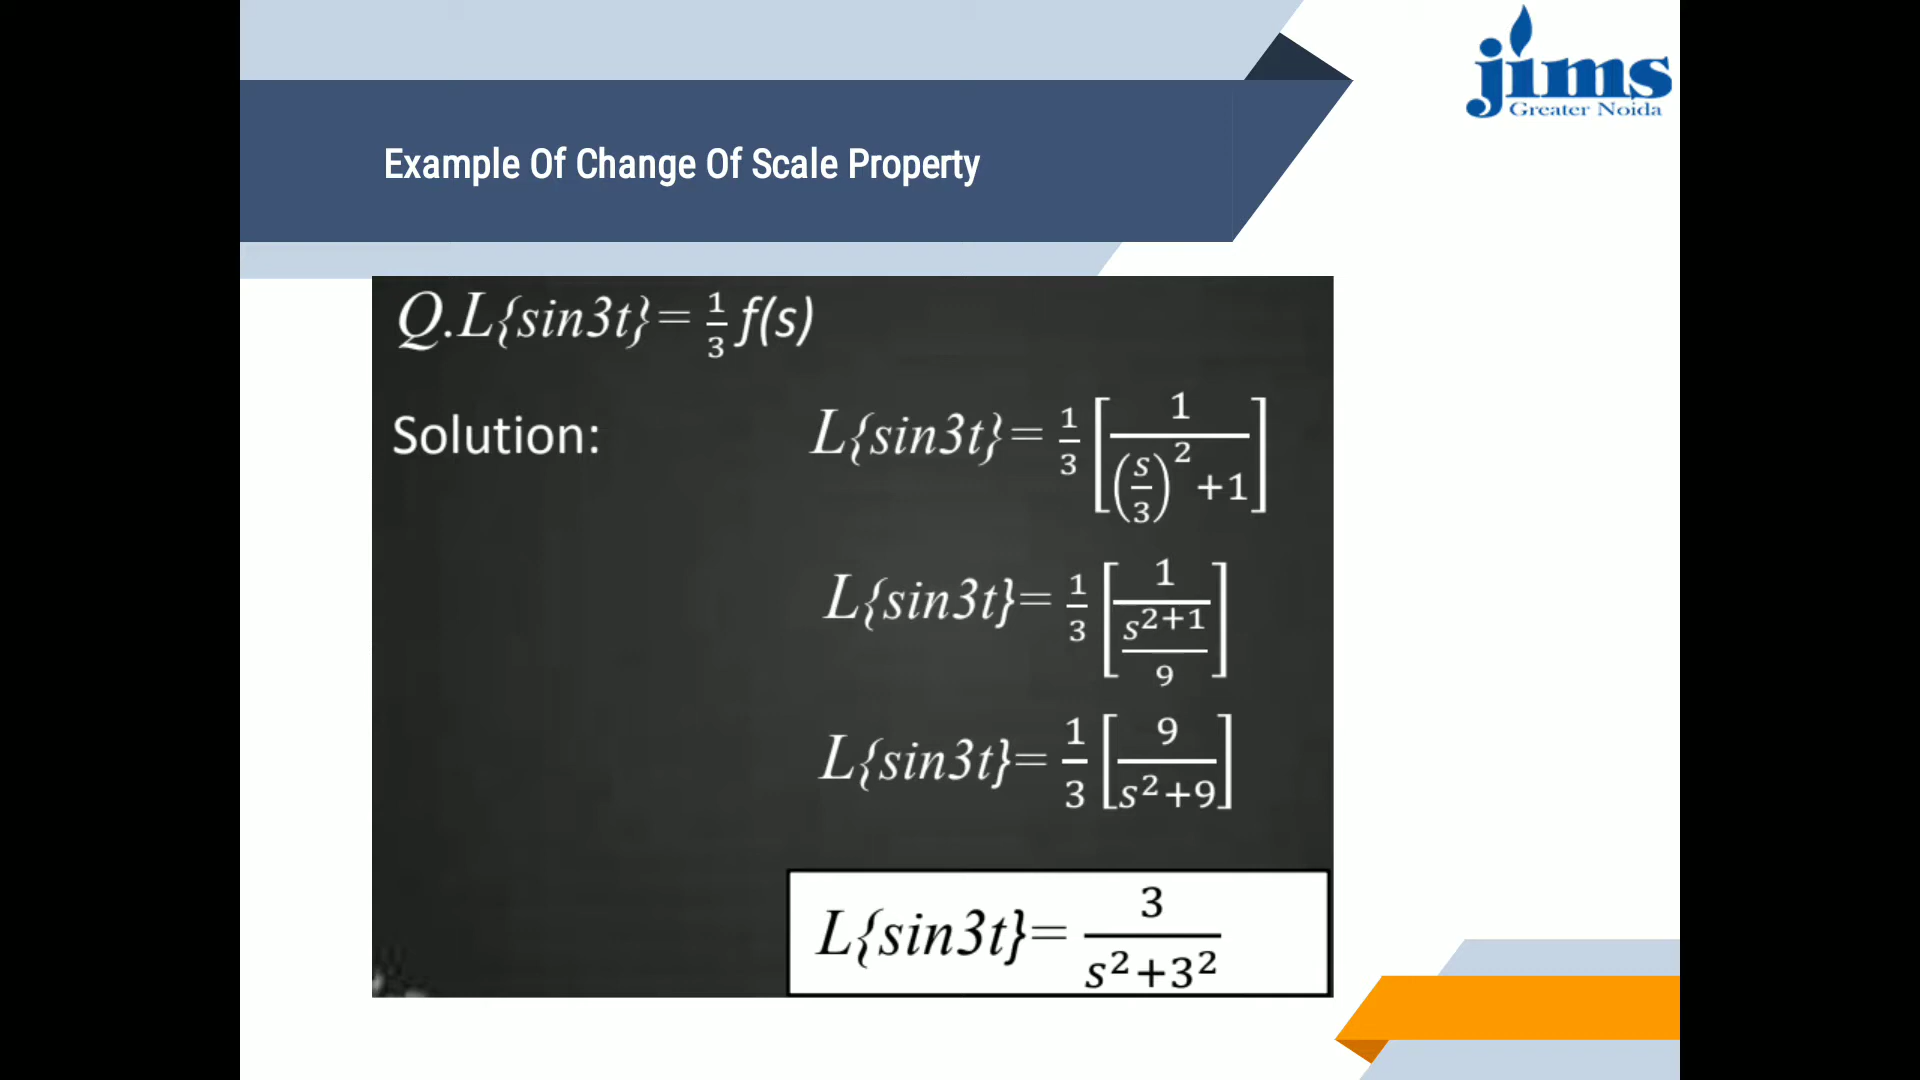 jims
Greater Noida
Example Of Change Of Scale Property
Q.L{sin3t}= 1/3 f(s)
Solution: L{sin3t}= 1/3 [1/((s/3)²+1)]
L{sin3t}= 1/3 [1/(s²⁺¹/9)]
L{sin3t}= 1/3 [9/(s²+9)]
L{sin3t}= 3/(s²+3²)